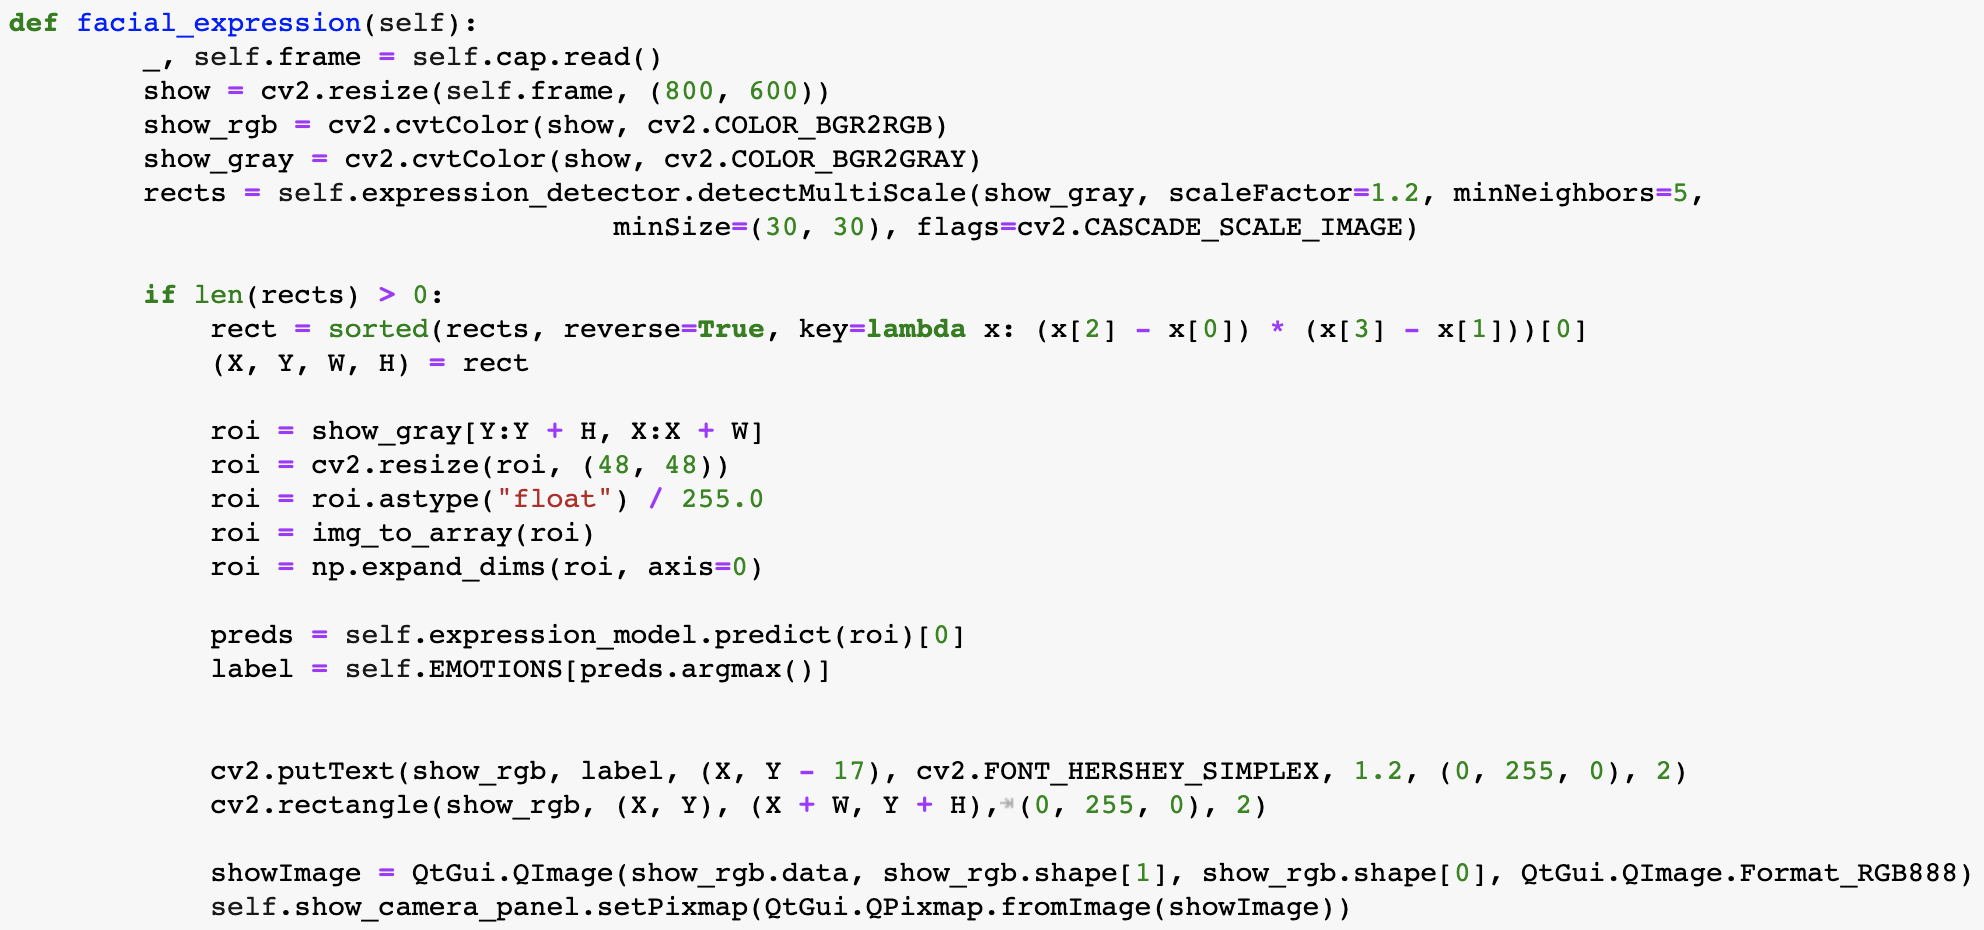 def facial_expression(self):
        _, self.frame = self.cap.read()
        show = cv2.resize(self.frame, (800, 600))
        show_rgb = cv2.cvtColor(show, cv2.COLOR_BGR2RGB)
        show_gray = cv2.cvtColor(show, cv2.COLOR_BGR2GRAY)
        rects = self.expression_detector.detectMultiScale(show_gray, scaleFactor=1.2, minNeighbors=5,
                                    minSize=(30, 30), flags=cv2.CASCADE_SCALE_IMAGE)

        if len(rects) > 0:
            rect = sorted(rects, reverse=True, key=lambda x: (x[2] - x[0]) * (x[3] - x[1]))[0]
            (X, Y, W, H) = rect

            roi = show_gray[Y:Y + H, X:X + W]
            roi = cv2.resize(roi, (48, 48))
            roi = roi.astype("float") / 255.0
            roi = img_to_array(roi)
            roi = np.expand_dims(roi, axis=0)

            preds = self.expression_model.predict(roi)[0]
            label = self.EMOTIONS[preds.argmax()]


            cv2.putText(show_rgb, label, (X, Y - 17), cv2.FONT_HERSHEY_SIMPLEX, 1.2, (0, 255, 0), 2)
            cv2.rectangle(show_rgb, (X, Y), (X + W, Y + H),	(0, 255, 0), 2)

            showImage = QtGui.QImage(show_rgb.data, show_rgb.shape[1], show_rgb.shape[0], QtGui.QImage.Format_RGB888)
            self.show_camera_panel.setPixmap(QtGui.QPixmap.fromImage(showImage))